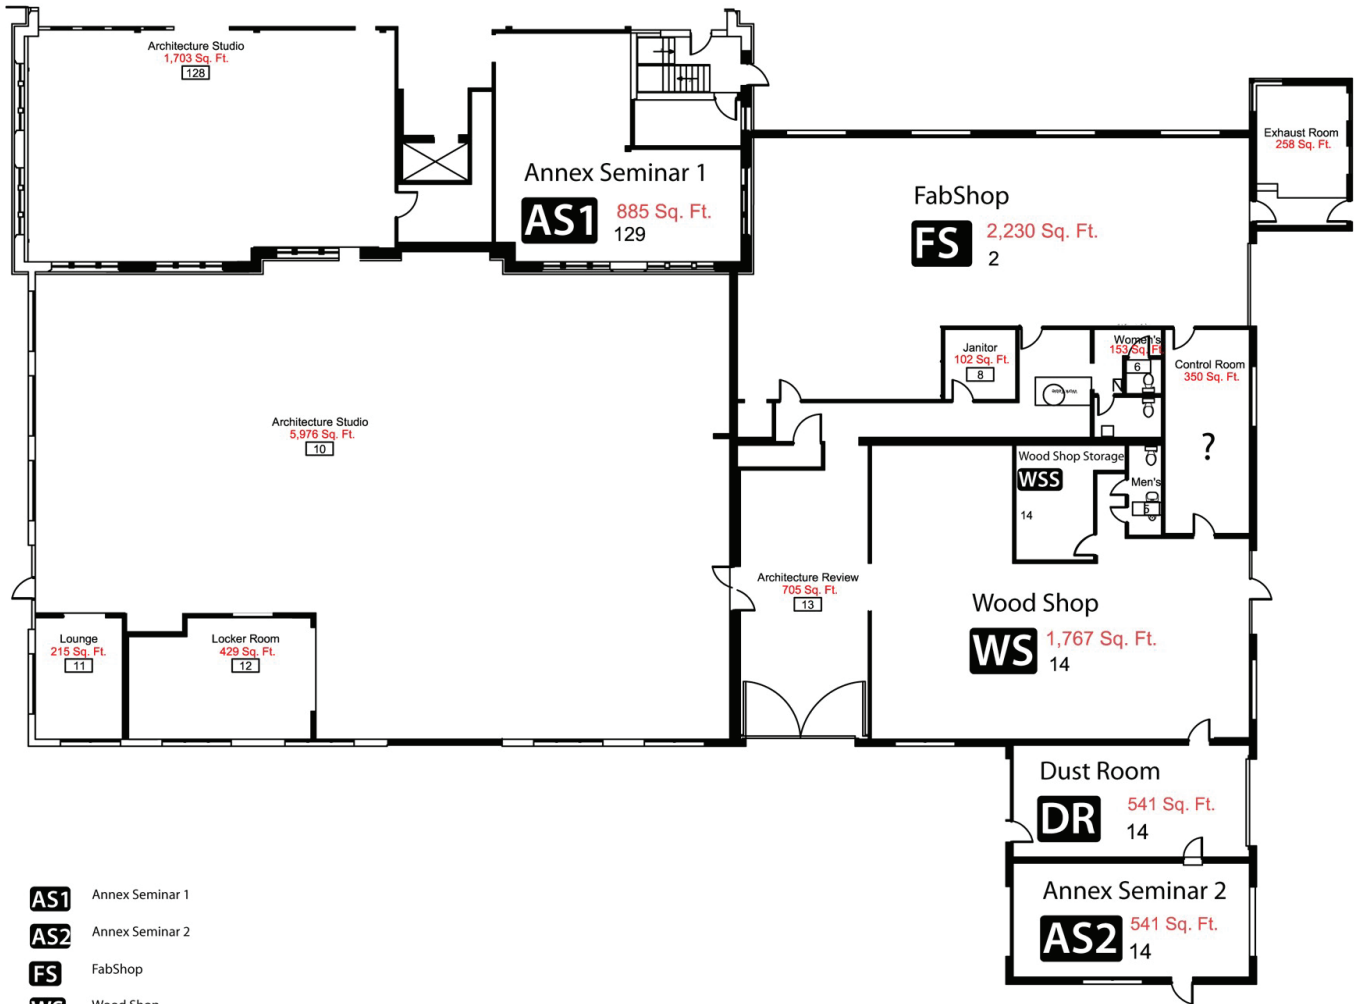 Architecture Studio
1,703 Sq. Ft.
128
Annex Seminar 1
AS1
885 Sq. Ft.
129
FabShop
FS
2,230 Sq. Ft.
2
Exhaust Room
258 Sq. Ft.
Janitor
102 Sq. Ft.
8
Women's
153 Sq. Ft.
6
Control Room
350 Sq. Ft.
?
Architecture Studio
5,976 Sq. Ft.
10
Wood Shop Storage
WSS
14
Men's
5
Architecture Review
705 Sq. Ft.
13
Wood Shop
WS
1,767 Sq. Ft.
14
Lounge
215 Sq. Ft.
11
Locker Room
429 Sq. Ft.
12
Dust Room
DR
541 Sq. Ft.
14
Annex Seminar 2
AS2
541 Sq. Ft.
14
AS1 Annex Seminar 1
AS2 Annex Seminar 2
FS FabShop
WS Wood Shop